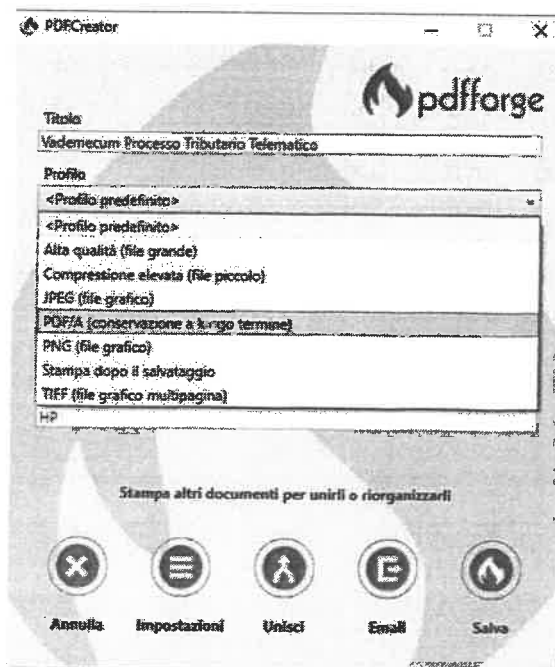 PDFCreator
pdfforge
Titolo
Vademecum Processo Tributario Telematico
Profilo
<Profilo predefinito>
<Profilo predefinito>
Alta qualità (file grande)
Compressione elevata (file piccolo)
JPEG (file grafico)
PDF/A (conservazione a lungo termine)
PNG (file grafico)
Stampa dopo il salvataggio
TIFF (file grafico multipagina)
HP
Stampa altri documenti per unirli o riorganizzarli
Annulla Impostazioni Unisci Email Salva